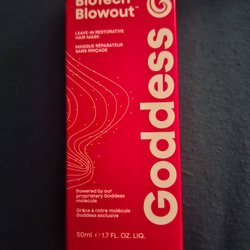 Biotech
Blowout™
LEAVE-IN RESTORATIVE
HAIR MASK
MASQUE RÉPARATEUR
SANS RINÇAGE
Goddess
Powered by our
proprietary Goddess
molecule
Grâce à notre molécule
Goddess exclusive
50ml e 1.7 FL. OZ. LIQ.